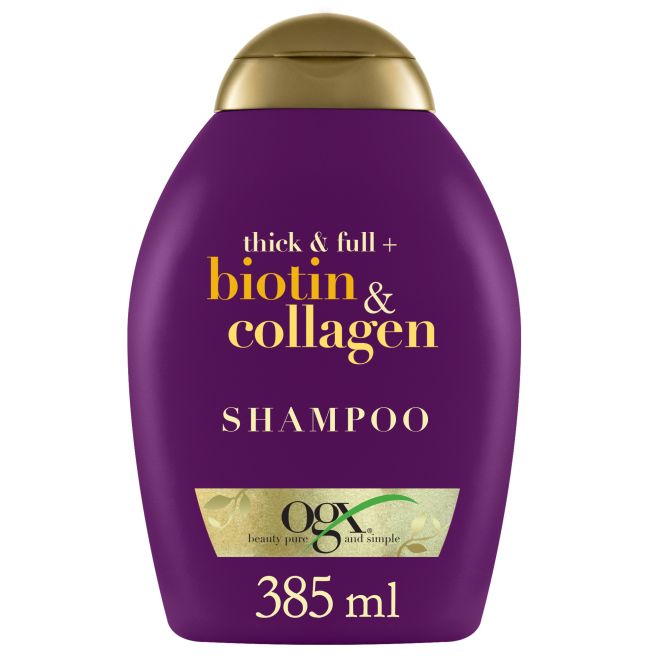 thick & full +
biotin &
collagen
SHAMPOO
ogx®
beauty pure and simple
385 ml